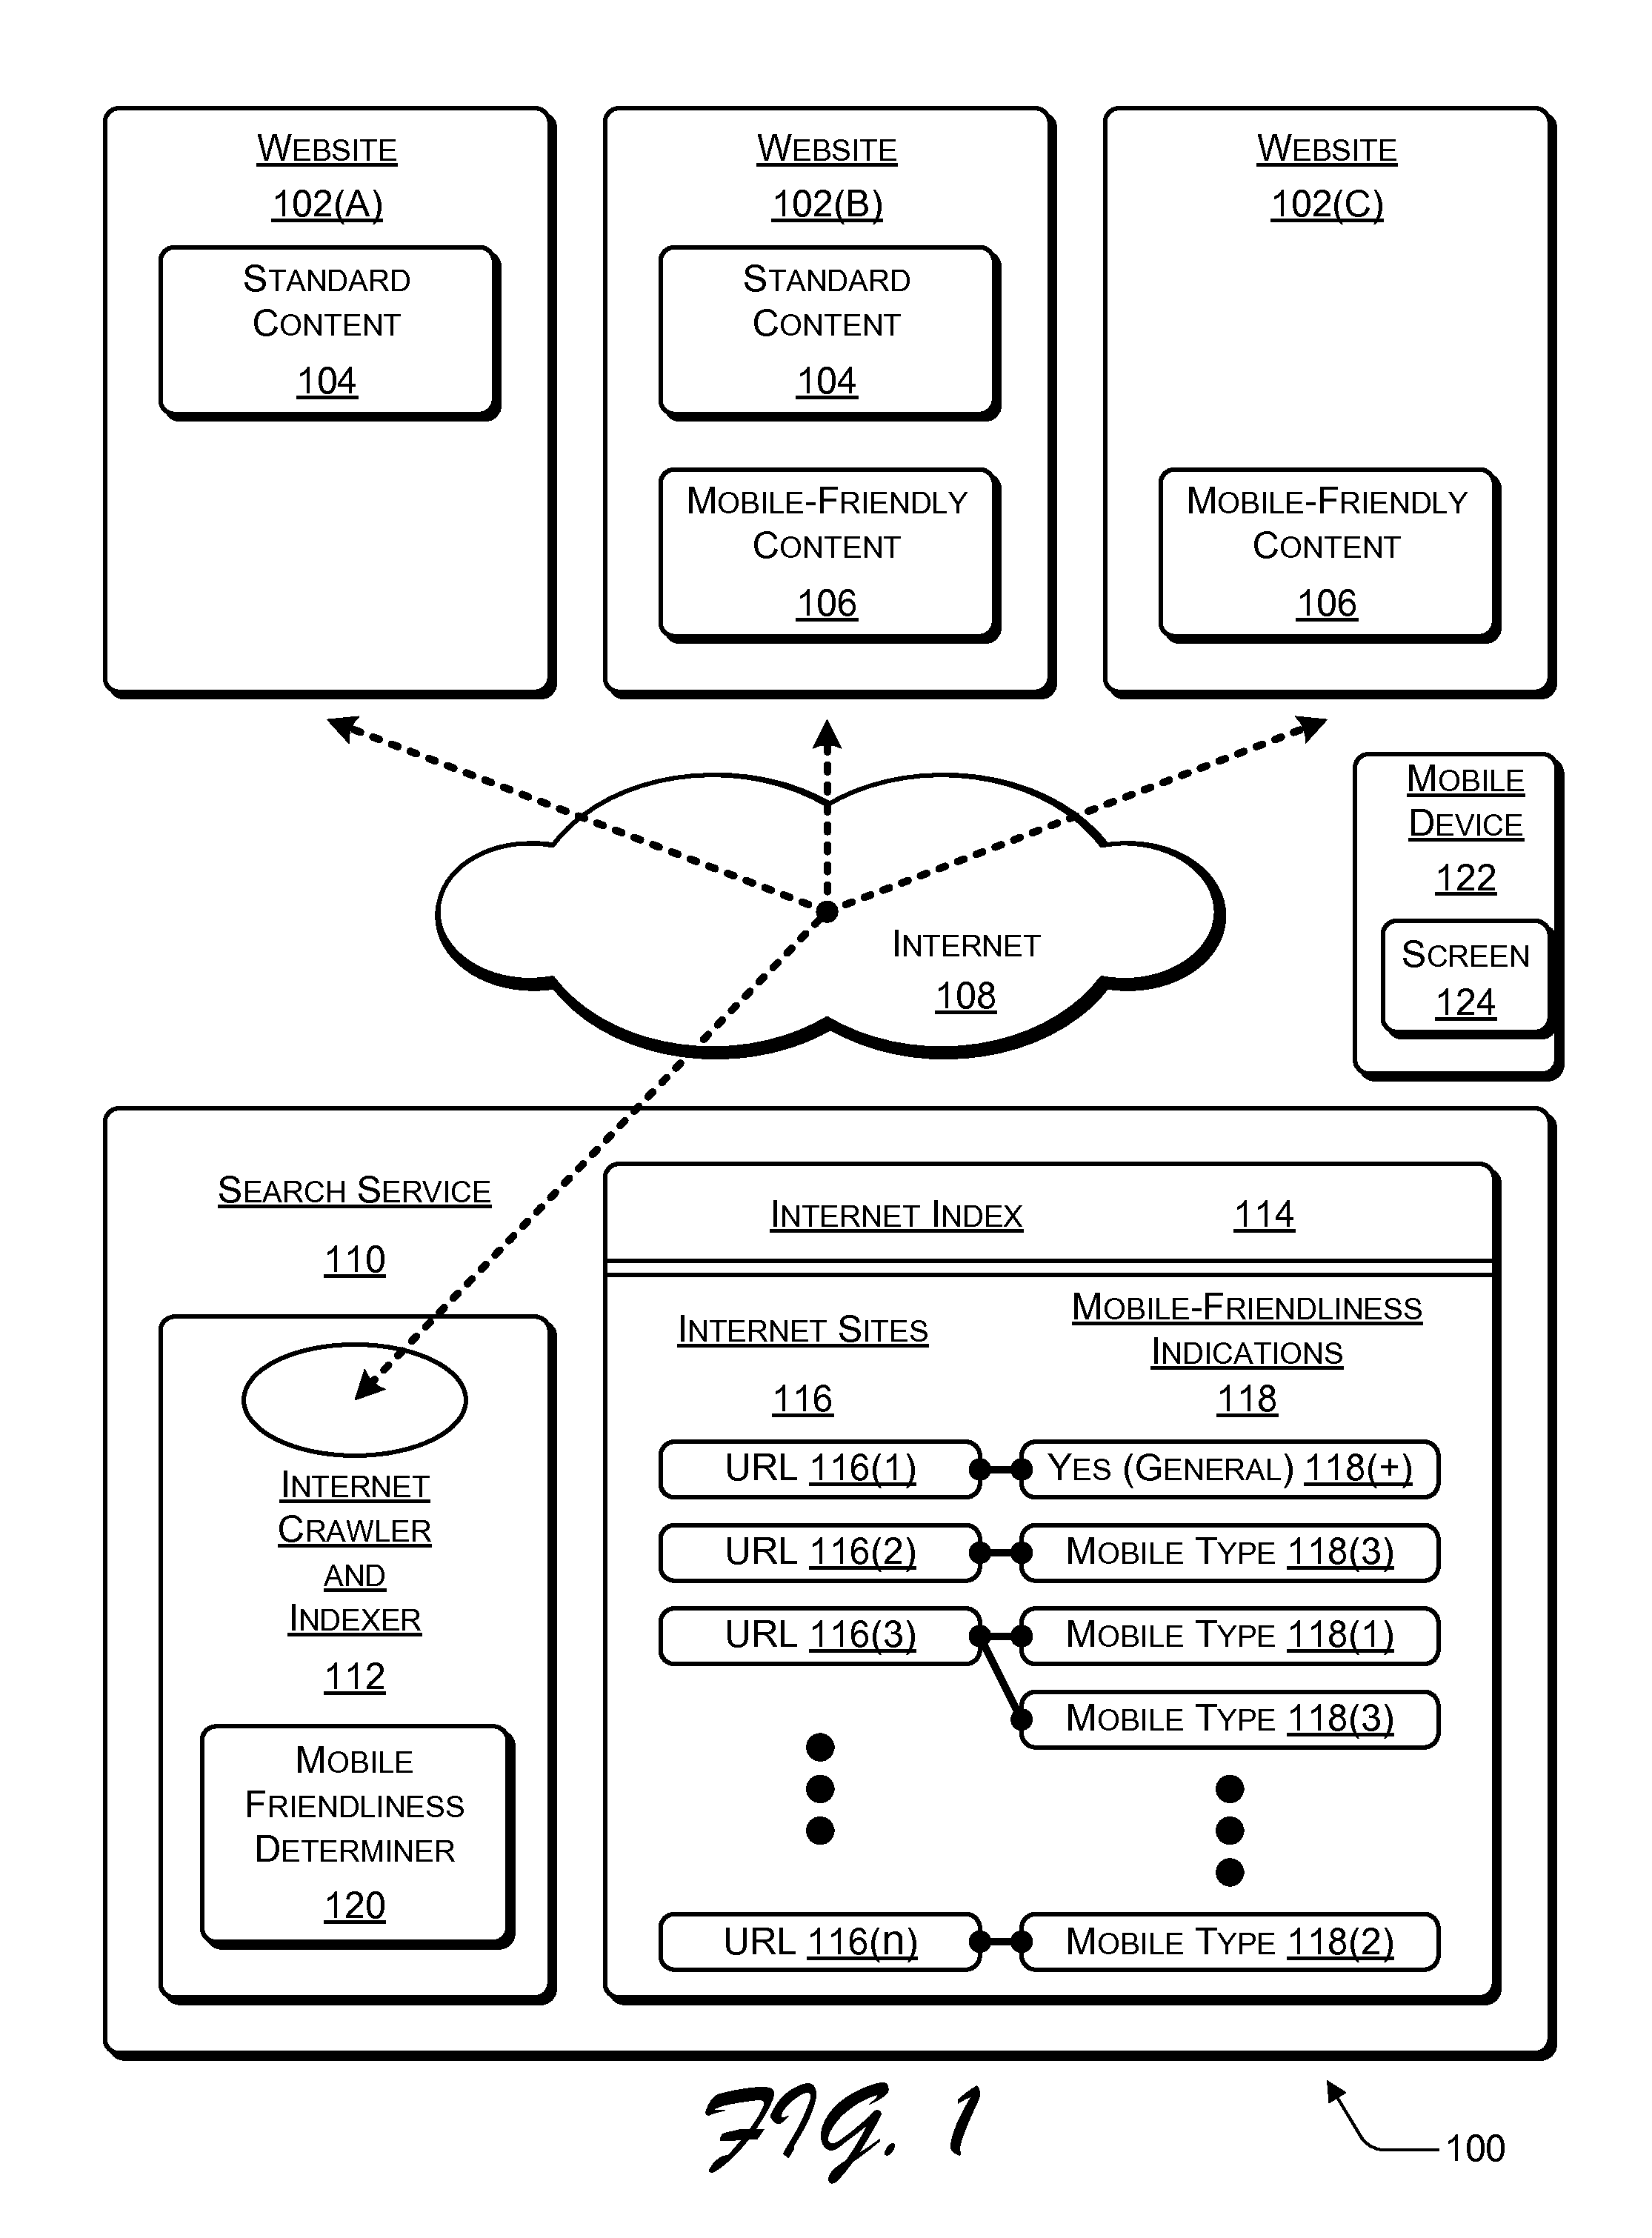 WEBSITE
102(A)
STANDARD
CONTENT
104
WEBSITE
102(B)
STANDARD
CONTENT
104
MOBILE-FRIENDLY
CONTENT
106
WEBSITE
102(C)
MOBILE-FRIENDLY
CONTENT
106
INTERNET
108
MOBILE
DEVICE
122
SCREEN
124
SEARCH SERVICE
110
INTERNET
CRAWLER
AND
INDEXER
112
MOBILE
FRIENDLINESS
DETERMINER
120
INTERNET INDEX 114
INTERNET SITES
116
MOBILE-FRIENDLINESS
INDICATIONS
118
URL 116(1) YES (GENERAL) 118(+)
URL 116(2) MOBILE TYPE 118(3)
URL 116(3) MOBILE TYPE 118(1)
MOBILE TYPE 118(3)
URL 116(n) MOBILE TYPE 118(2)
FIG. 1
100